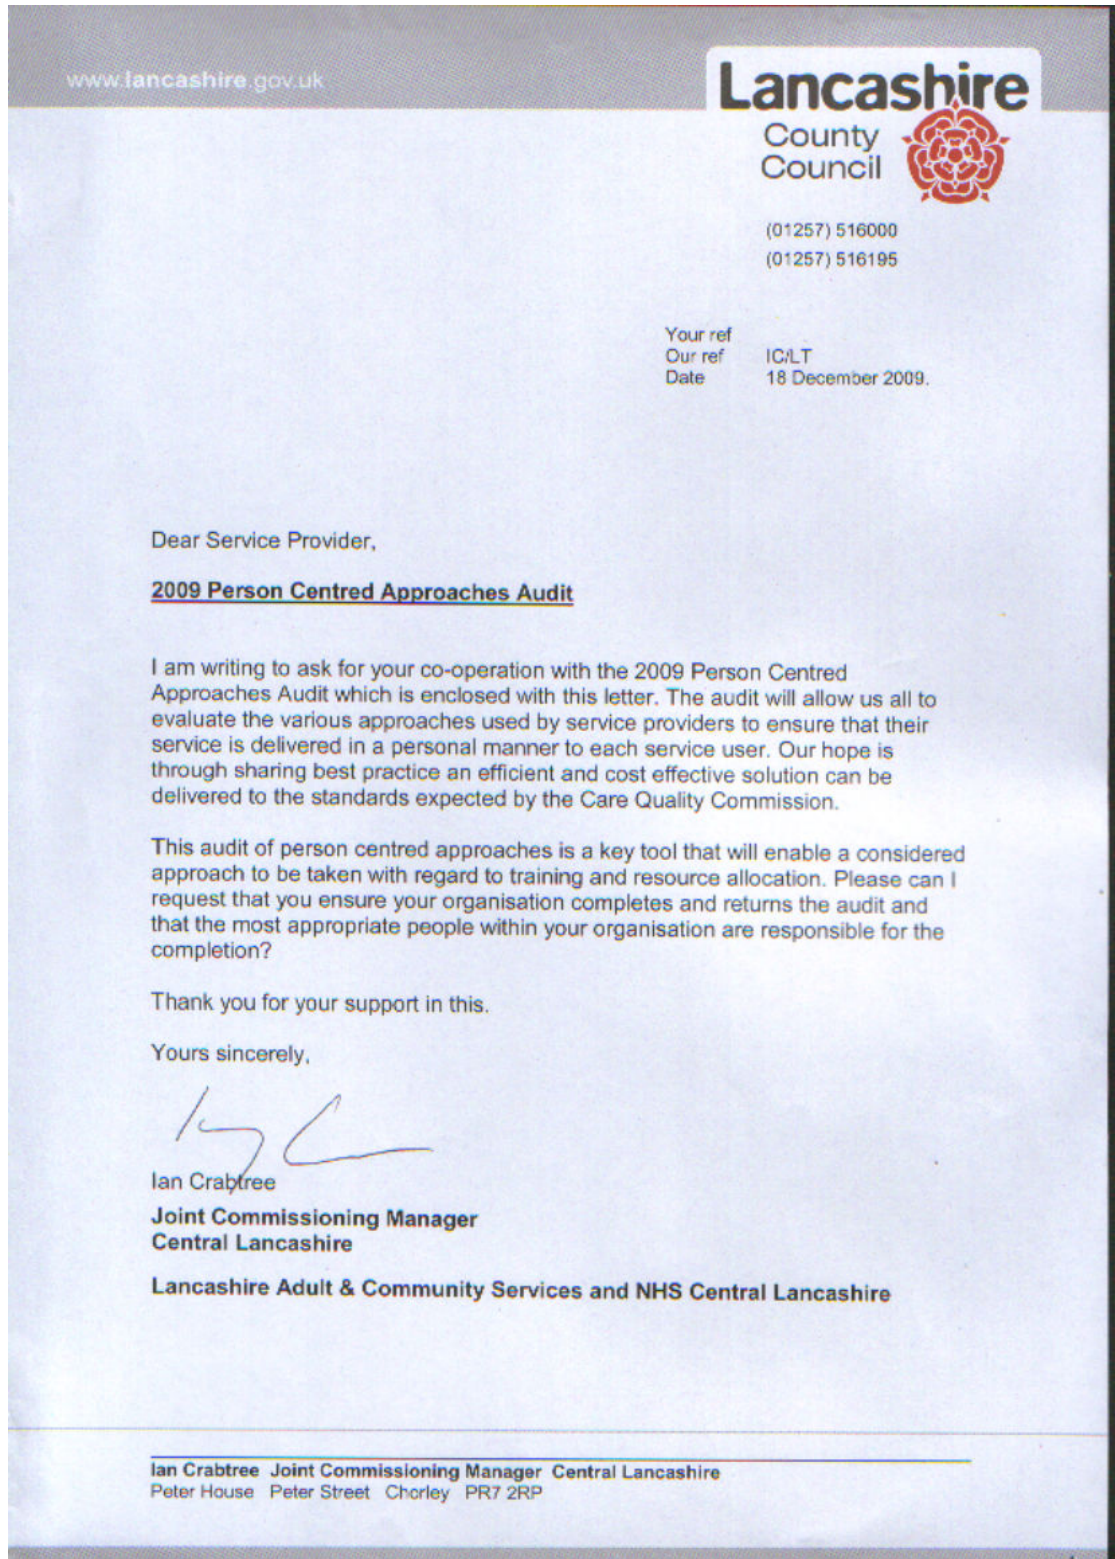 www.lancashire.gov.uk
Lancashire
County
Council
(01257) 516000
(01257) 516195
Your ref
Our ref IC/LT
Date 18 December 2009.
Dear Service Provider,
2009 Person Centred Approaches Audit
I am writing to ask for your co-operation with the 2009 Person Centred
Approaches Audit which is enclosed with this letter. The audit will allow us all to
evaluate the various approaches used by service providers to ensure that their
service is delivered in a personal manner to each service user. Our hope is
through sharing best practice an efficient and cost effective solution can be
delivered to the standards expected by the Care Quality Commission.
This audit of person centred approaches is a key tool that will enable a considered
approach to be taken with regard to training and resource allocation. Please can I
request that you ensure your organisation completes and returns the audit and
that the most appropriate people within your organisation are responsible for the
completion?
Thank you for your support in this.
Yours sincerely,
Ian Crabtree
Joint Commissioning Manager
Central Lancashire
Lancashire Adult & Community Services and NHS Central Lancashire
Ian Crabtree Joint Commissioning Manager Central Lancashire
Peter House Peter Street Chorley PR7 2RP